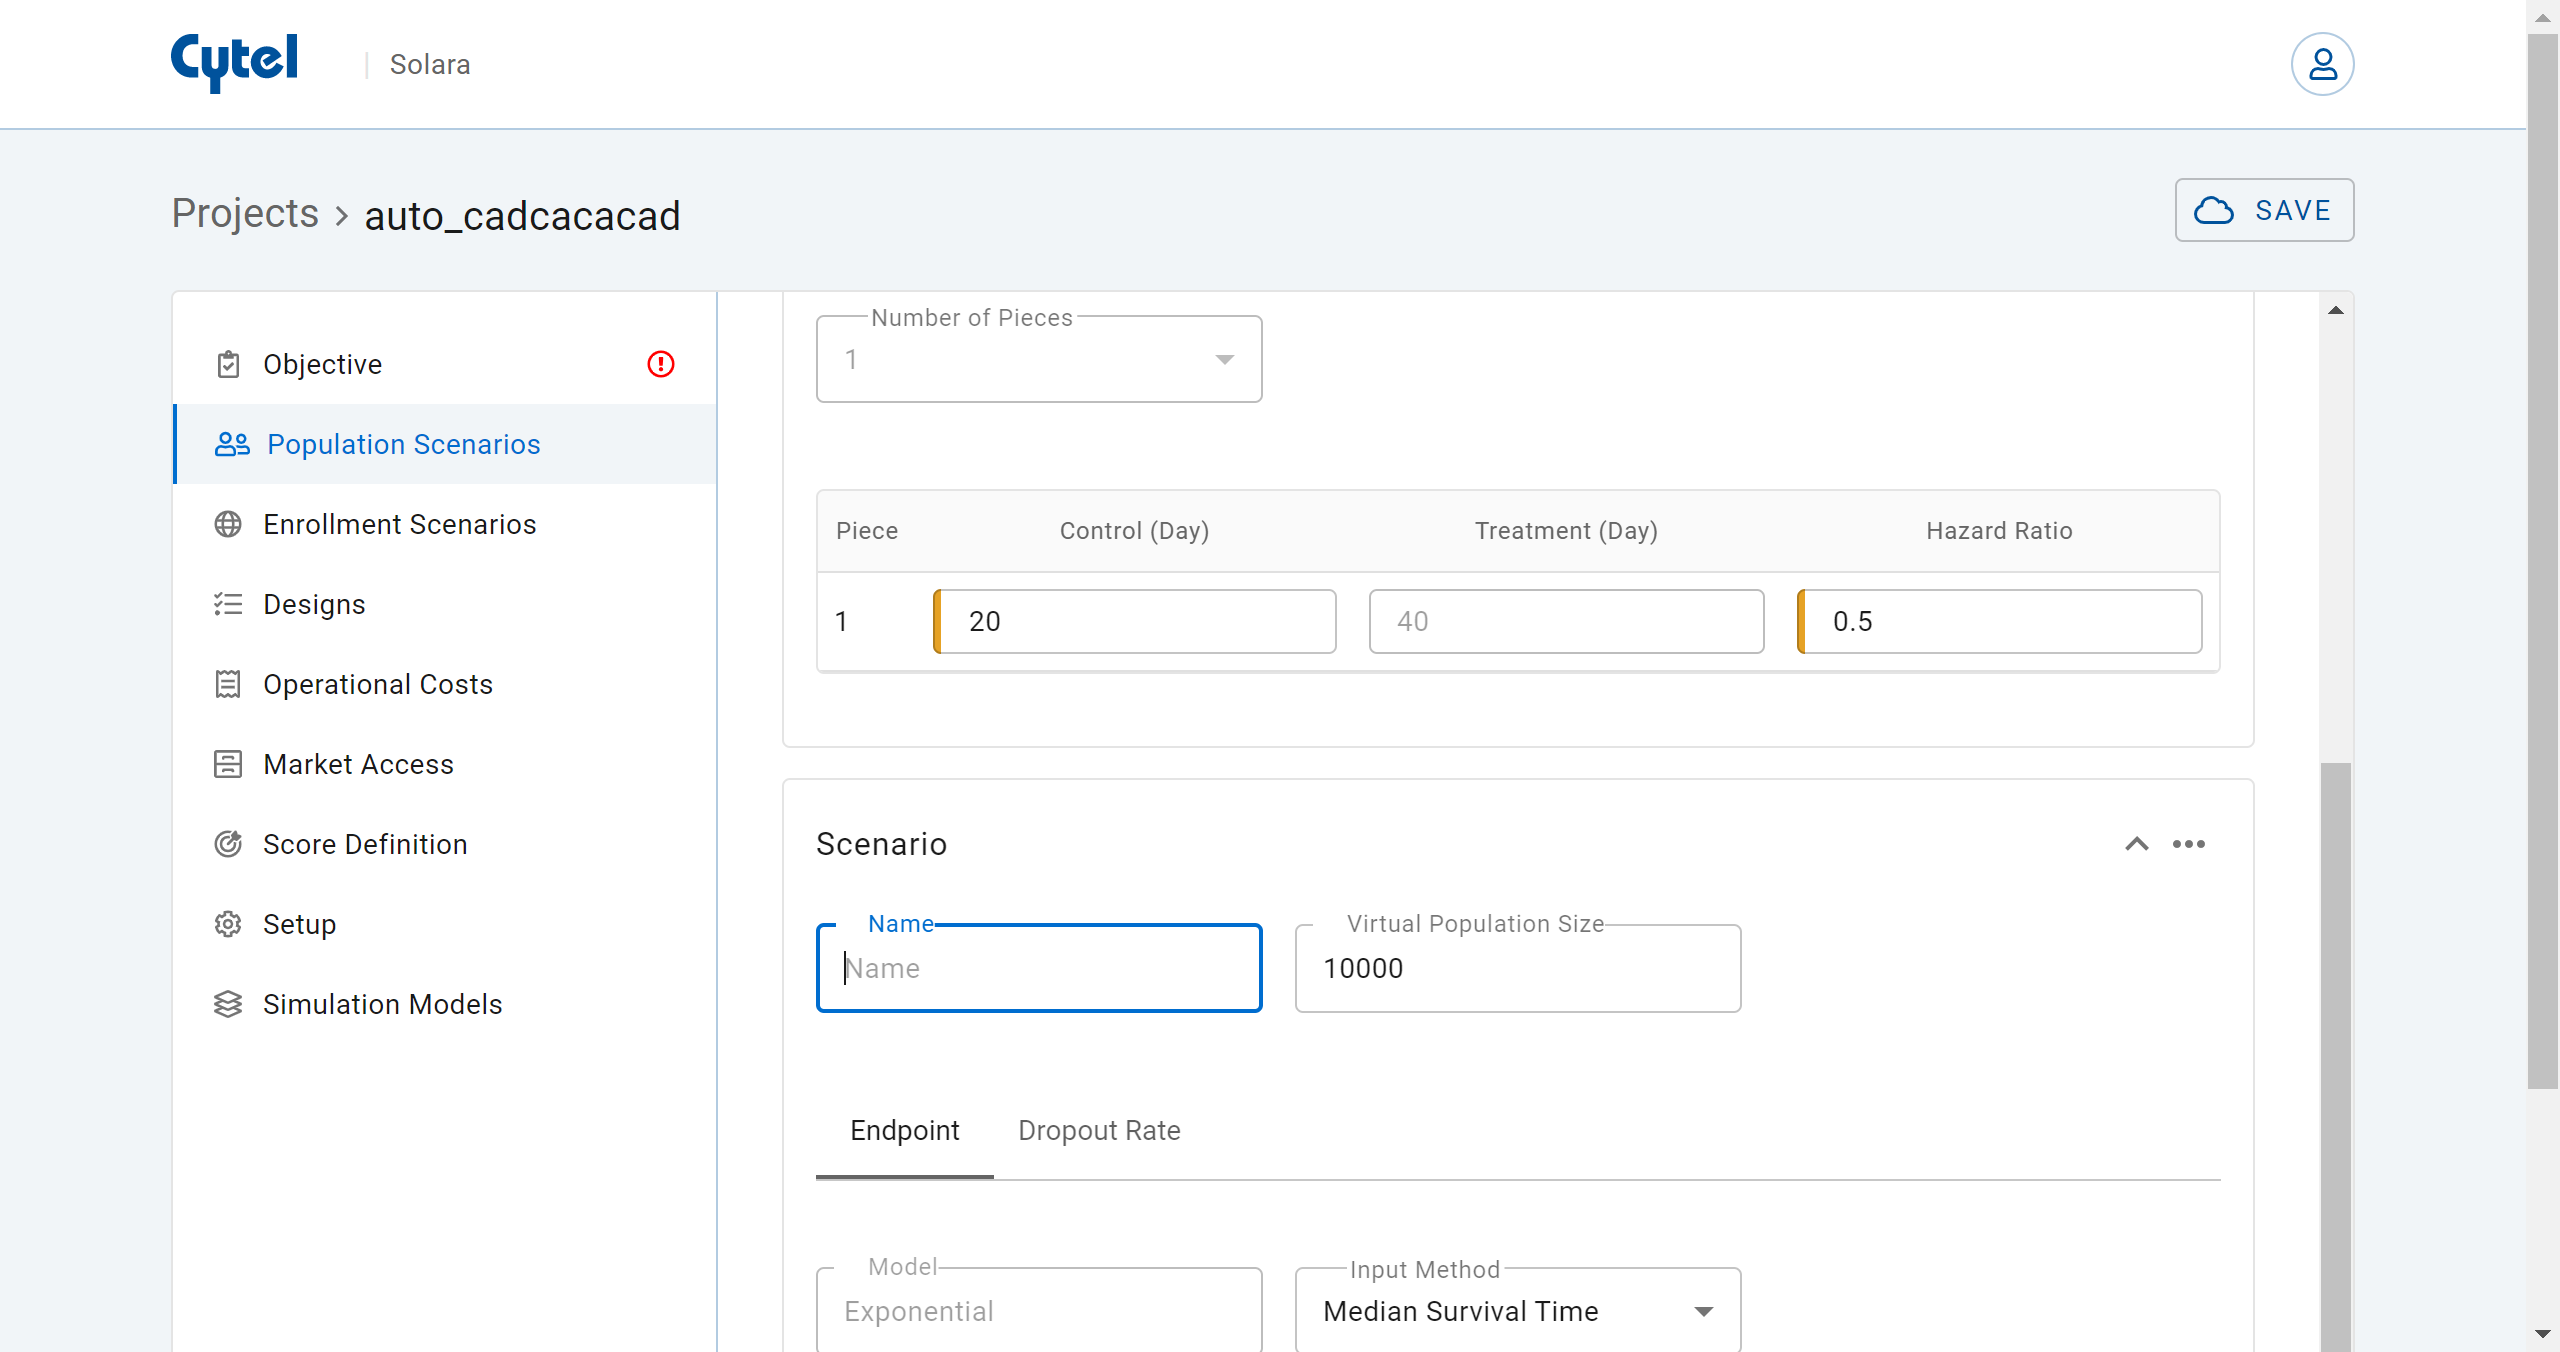 Cytel | Solara
Projects > auto_cadcacacad
SAVE
Objective
Population Scenarios
Enrollment Scenarios
Designs
Operational Costs
Market Access
Score Definition
Setup
Simulation Models
Number of Pieces
1
Piece Control (Day) Treatment (Day) Hazard Ratio
1 20 40 0.5
Scenario
Name Virtual Population Size
Name 10000
Endpoint Dropout Rate
Model Input Method
Exponential Median Survival Time